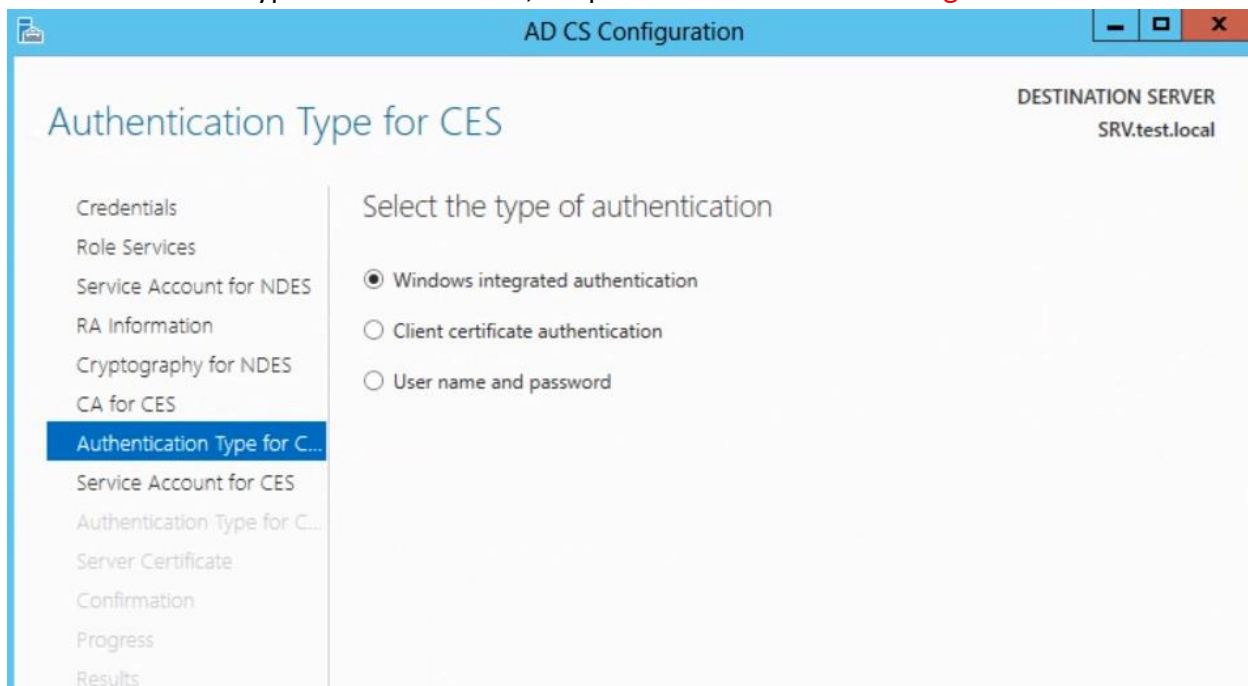 AD CS Configuration
Authentication Type for CES
DESTINATION SERVER
SRV.test.local
Credentials
Role Services
Service Account for NDES
RA Information
Cryptography for NDES
CA for CES
Authentication Type for C...
Service Account for CES
Authentication Type for C...
Server Certificate
Confirmation
Progress
Results
Select the type of authentication
Windows integrated authentication
Client certificate authentication
User name and password